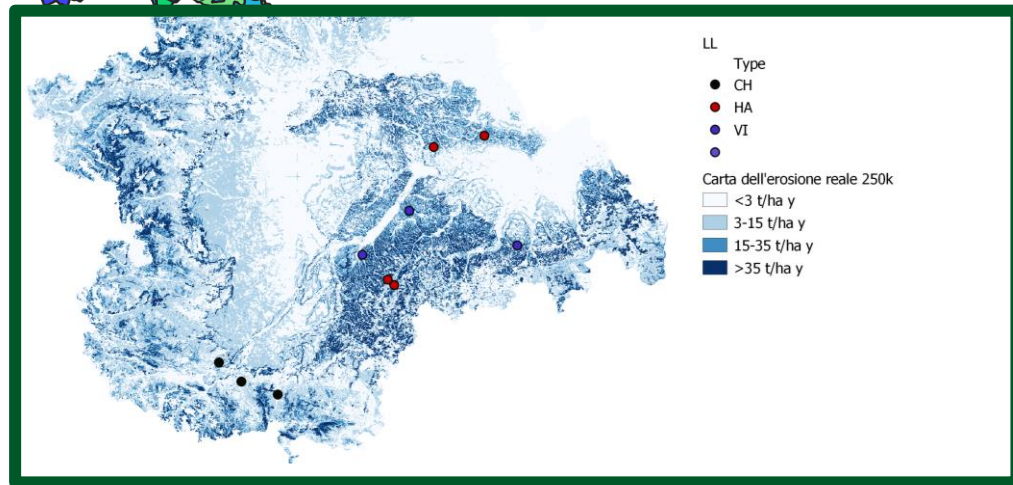 LL
Type
CH
HA
VI
Carta dell'erosione reale 250k
<3 t/ha y
3-15 t/ha y
15-35 t/ha y
>35 t/ha y